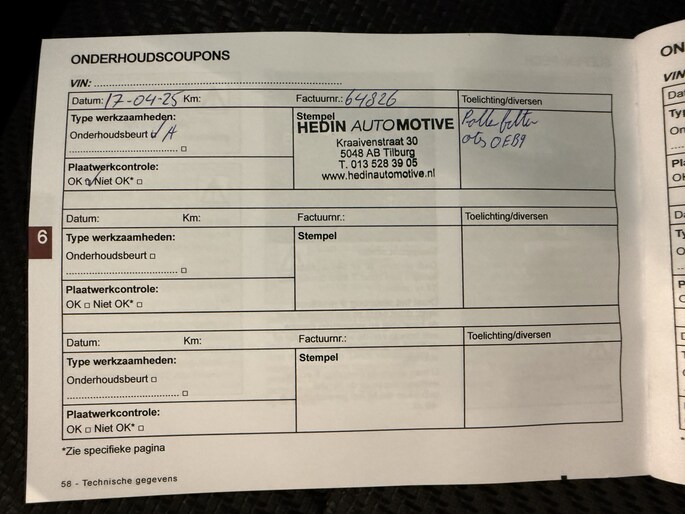 ONDERHOUDSCOUPONS
VIN:
Datum: 17-04-25 Km: Factuurnr.: 64826 Toelichting/diversen
Type werkzaamheden: Stempel
HEDIN AUTOMOTIVE
Onderhoudsbeurt A
Kraaivenstraat 30
5048 AB Tilburg
T. 013 528 39 05
www.hedinautomotive.nl
Plaatwerkcontrole:
OK Niet OK*
Datum: Km: Factuurnr.: Toelichting/diversen
Type werkzaamheden: Stempel
Onderhoudsbeurt
Plaatwerkcontrole:
OK Niet OK*
Datum: Km: Factuurnr.: Toelichting/diversen
Type werkzaamheden: Stempel
Onderhoudsbeurt
Plaatwerkcontrole:
OK Niet OK*
*Zie specifieke pagina
58 - Technische gegevens
6